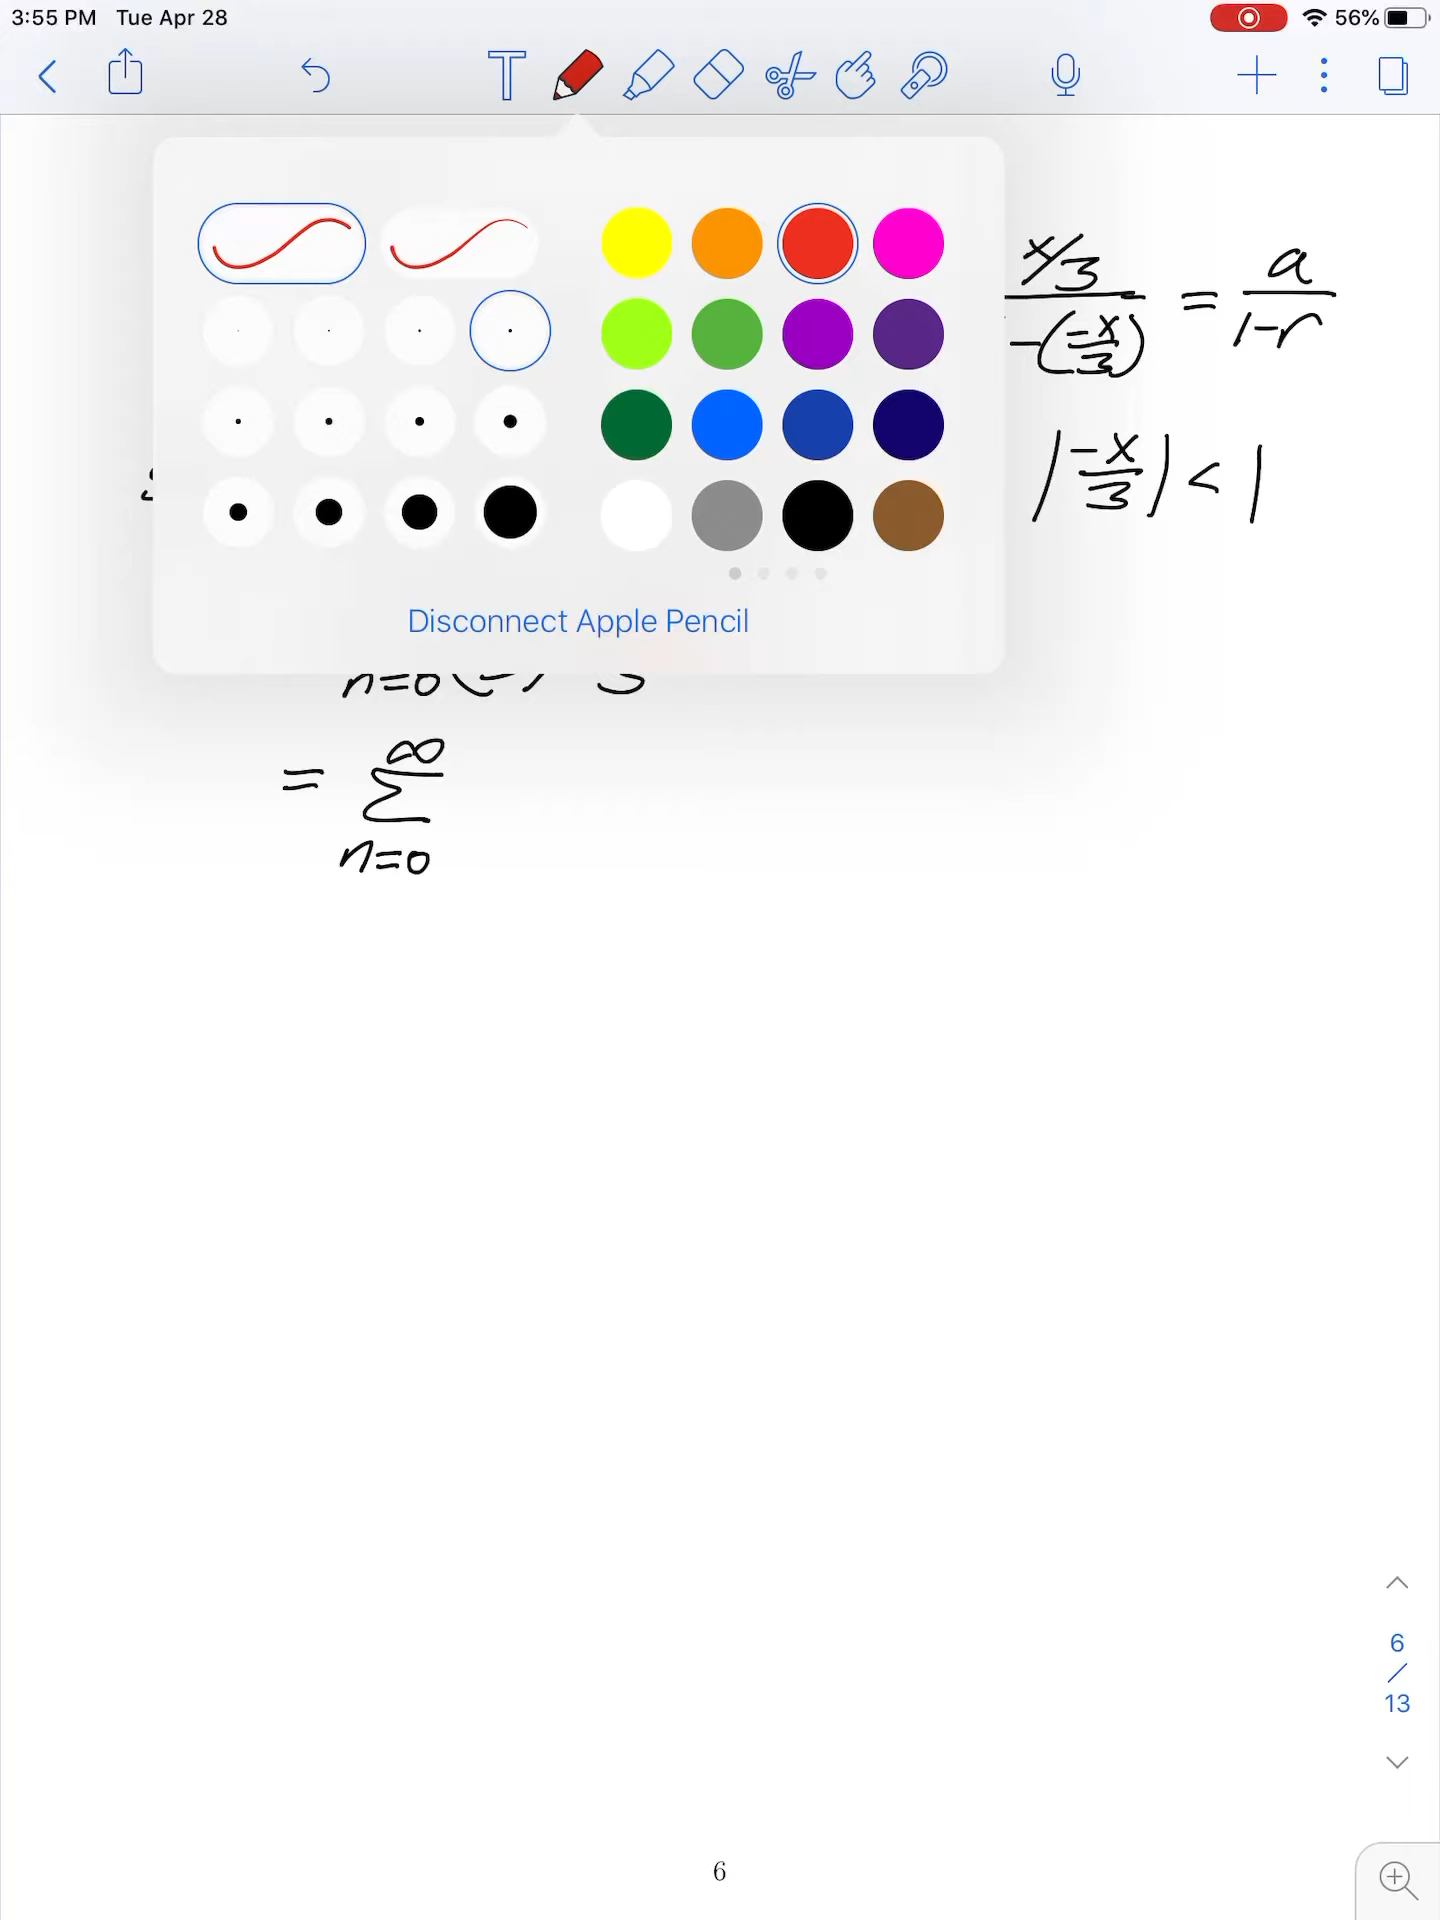 3:55 PM Tue Apr 28 56%
x/3 / -(-x/3) = a / 1-r
|-x/3| < 1
Disconnect Apple Pencil
n=0 3
= ∞ Σ n=0
6
/
13
6